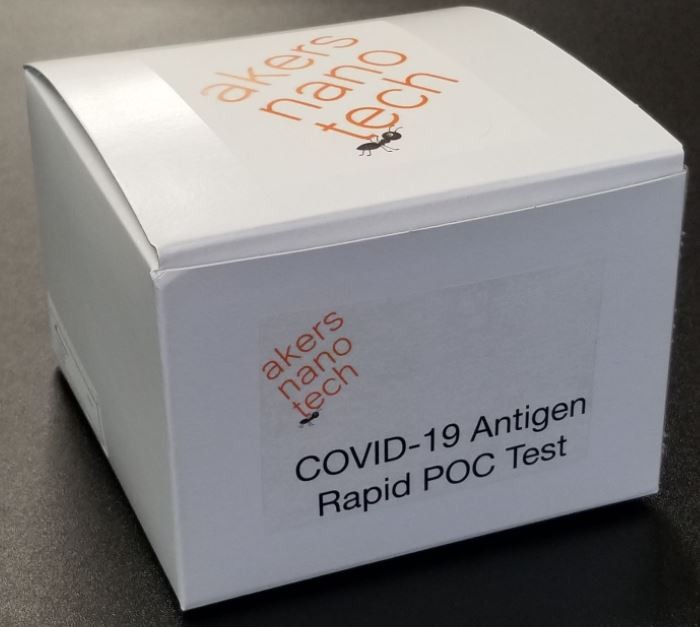 akers
nano
tech
akers
nano
tech
COVID-19 Antigen
Rapid POC Test